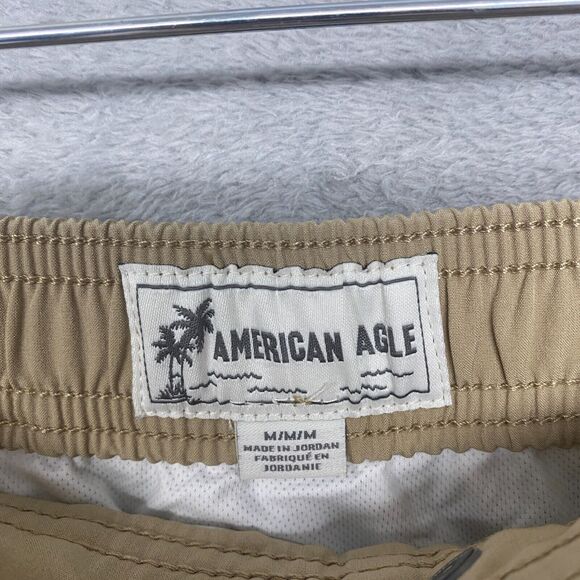 AMERICAN AGLE
M/M/M
MADE IN JORDAN
FABRIQUÉ EN
JORDANIE